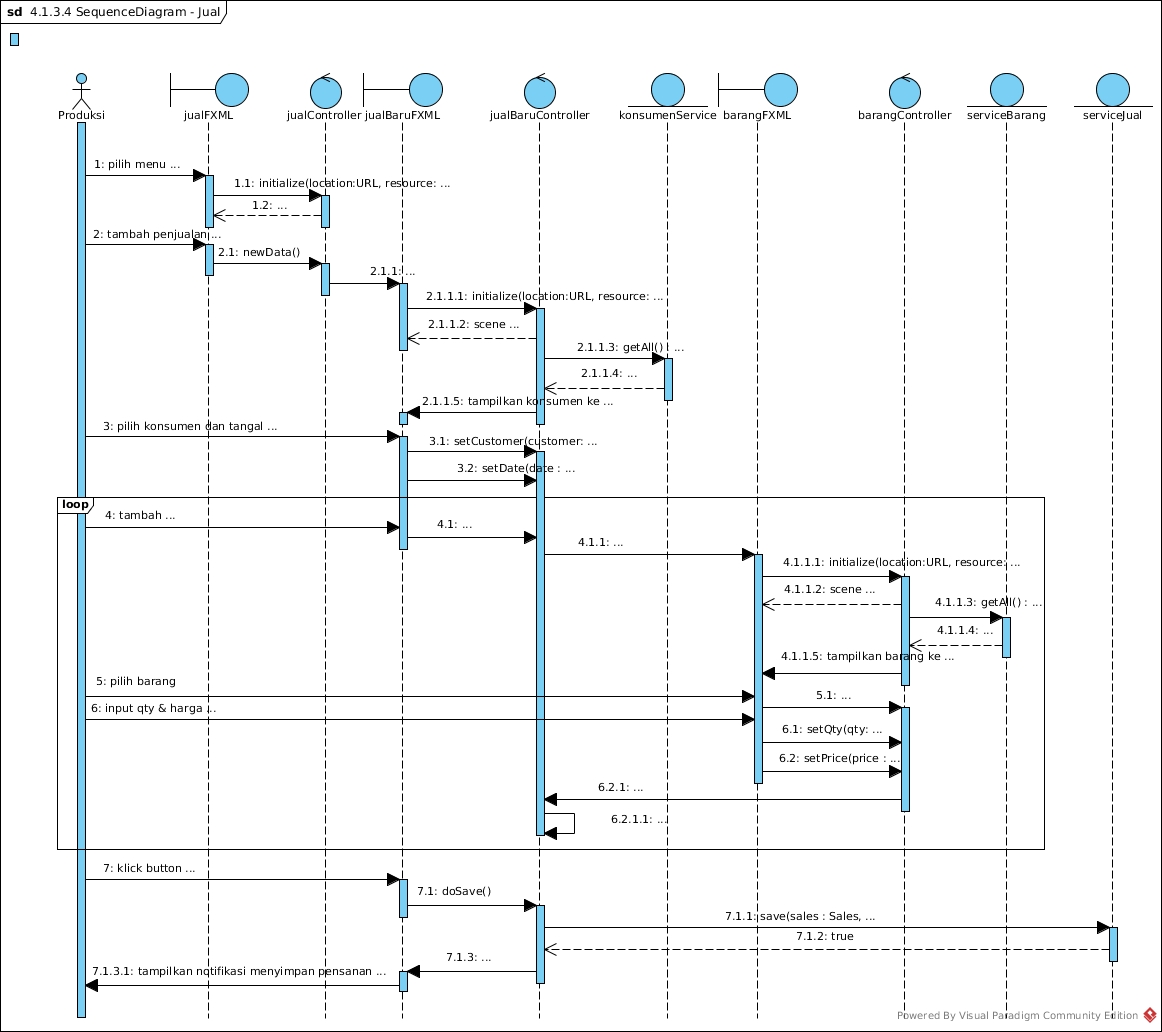 sd 4.1.3.4 SequenceDiagram - Jual
Produksi
jualFXML
jualController
jualBaruFXML
jualBaruController
konsumenService
barangFXML
barangController
serviceBarang
serviceJual
1: pilih menu ...
1.1: initialize(location:URL, resource: ...
1.2: ...
2: tambah penjualan ...
2.1: newData()
2.1.1: ...
2.1.1.1: initialize(location:URL, resource: ...
2.1.1.2: scene ...
2.1.1.3: getAll() : ...
2.1.1.4: ...
2.1.1.5: tampilkan konsumen ke ...
3: pilih konsumen dan tangal ...
3.1: setCustomer(customer: ...
3.2: setDate(date : ...
loop
4: tambah ...
4.1: ...
4.1.1: ...
4.1.1.1: initialize(location:URL, resource: ...
4.1.1.2: scene ...
4.1.1.3: getAll() : ...
4.1.1.4: ...
4.1.1.5: tampilkan barang ke ...
5: pilih barang
5.1: ...
6: input qty & harga ...
6.1: setQty(qty: ...
6.2: setPrice(price : ...
6.2.1: ...
6.2.1.1: ...
7: klick button ...
7.1: doSave()
7.1.1: save(sales : Sales, ...
7.1.2: true
7.1.3: ...
7.1.3.1: tampilkan notifikasi menyimpan pensanan ...
Powered By Visual Paradigm Community Edition